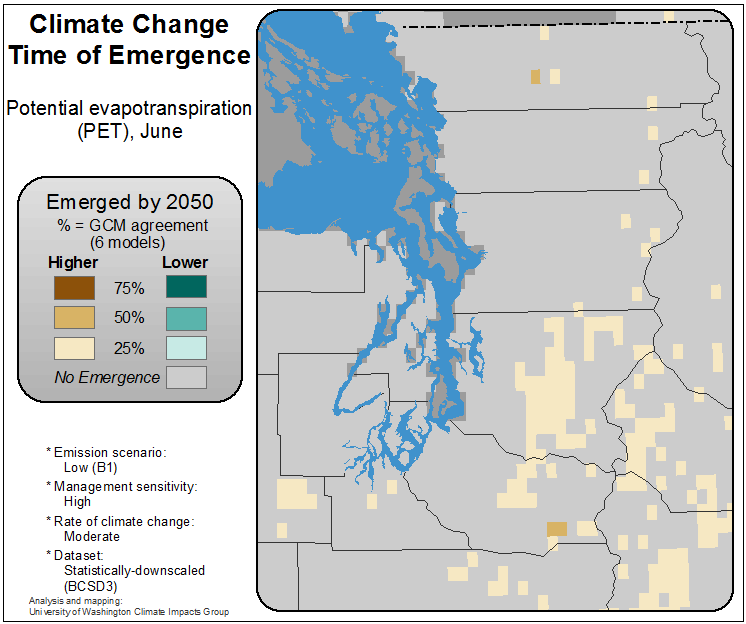 Climate Change
Time of Emergence
Potential evapotranspiration
(PET), June
Emerged by 2050
% = GCM agreement
(6 models)
Higher Lower
75%
50%
25%
No Emergence
* Emission scenario:
Low (B1)
* Management sensitivity:
High
* Rate of climate change:
Moderate
* Dataset:
Statistically-downscaled
(BCSD3)
Analysis and mapping:
University of Washington Climate Impacts Group